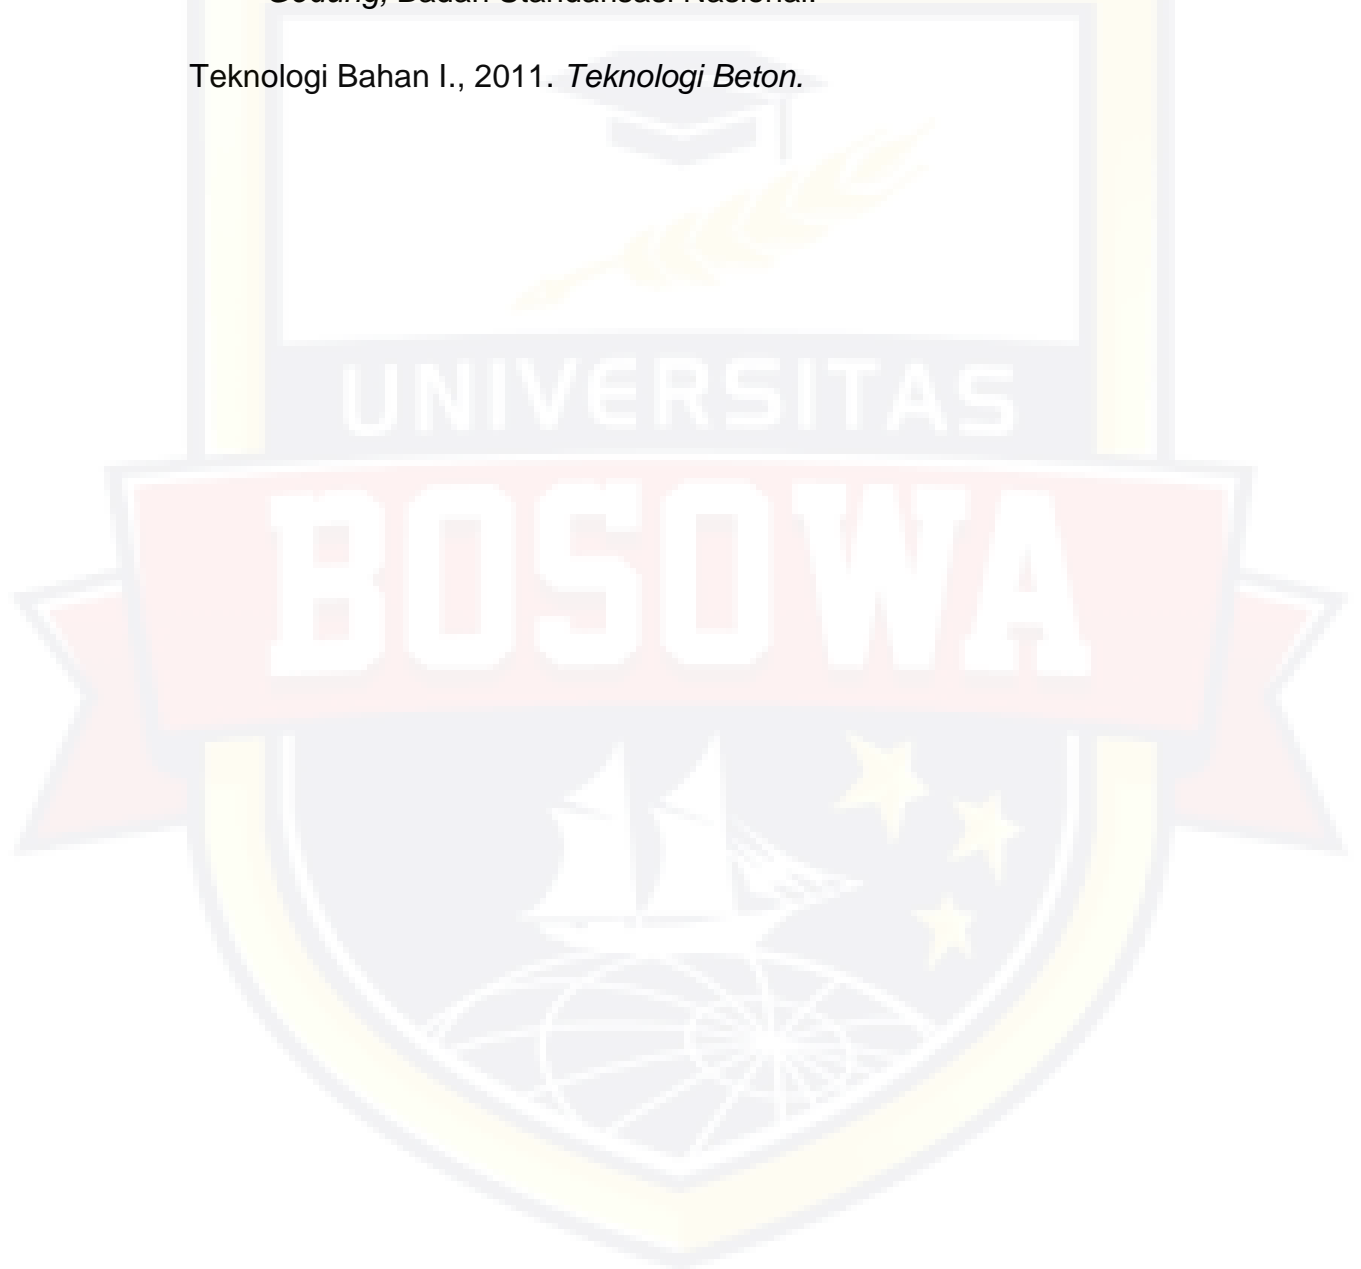 Gedung, Badan Standarisasi Nasional.
Teknologi Bahan I., 2011. Teknologi Beton.
UNIVERSITAS
BOSOWA